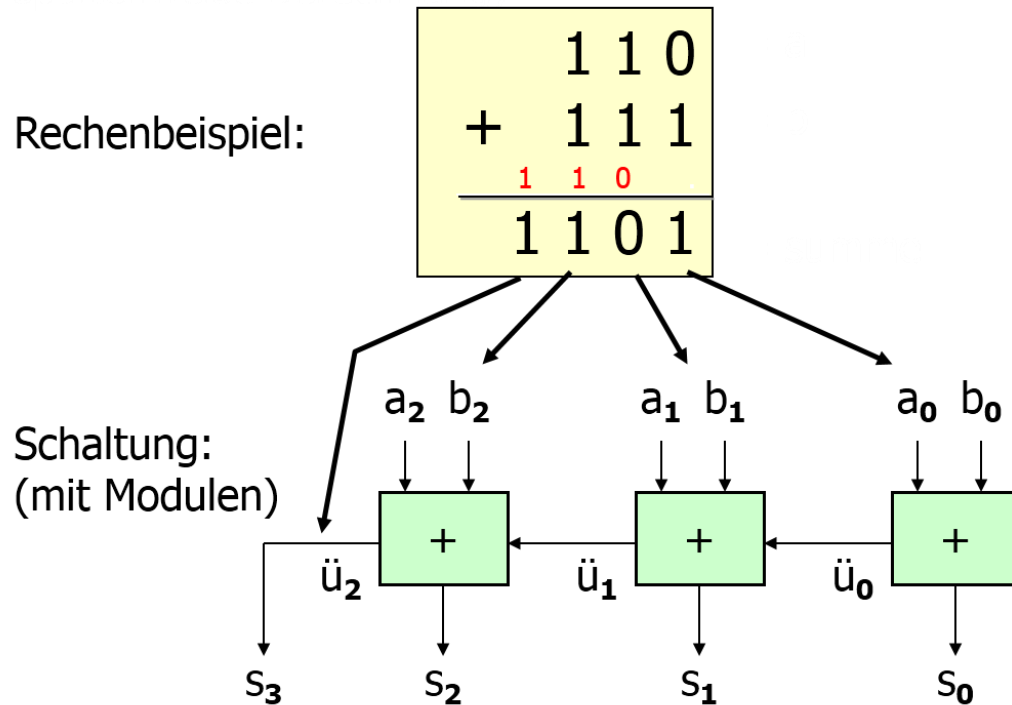 1 1 0
Rechenbeispiel:
+ 1 1 1
1 1 0
1 1 0 1
a2 b2 a1 b1 a0 b0
Schaltung:
(mit Modulen)
+ + +
ü2 ü1 ü0
s3 s2 s1 s0